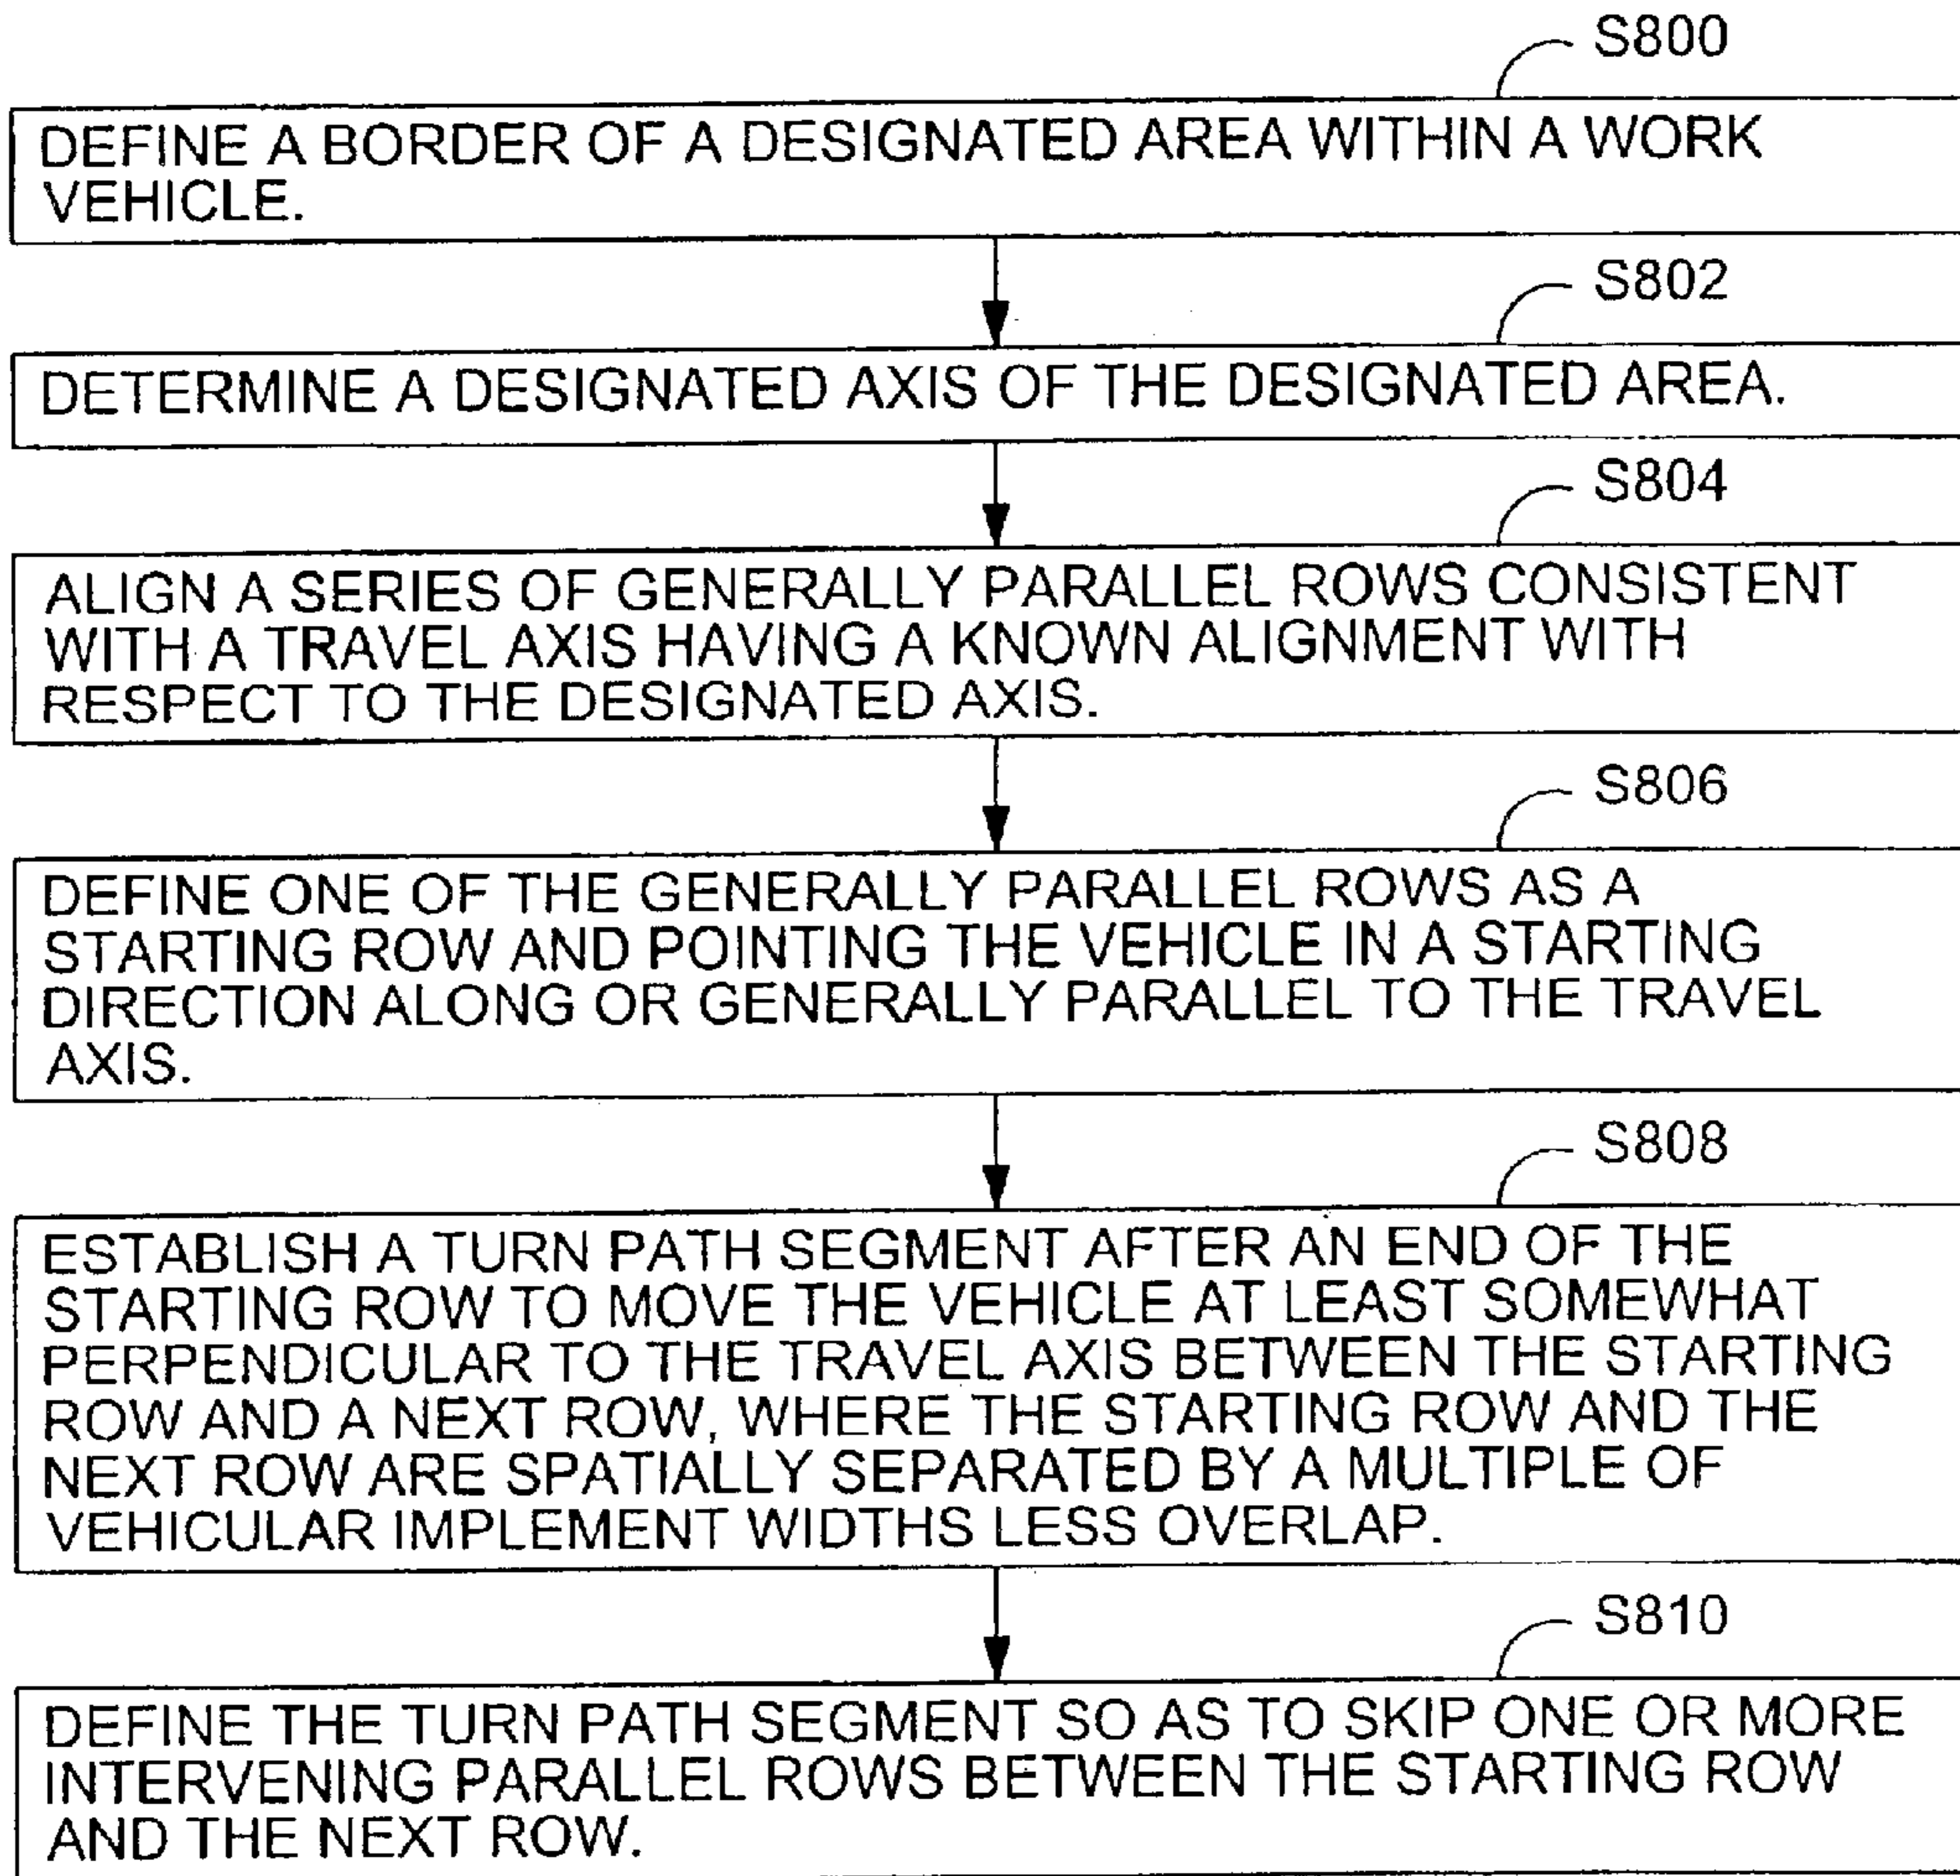 S800
DEFINE A BORDER OF A DESIGNATED AREA WITHIN A WORK
VEHICLE.
S802
DETERMINE A DESIGNATED AXIS OF THE DESIGNATED AREA.
S804
ALIGN A SERIES OF GENERALLY PARALLEL ROWS CONSISTENT
WITH A TRAVEL AXIS HAVING A KNOWN ALIGNMENT WITH
RESPECT TO THE DESIGNATED AXIS.
S806
DEFINE ONE OF THE GENERALLY PARALLEL ROWS AS A
STARTING ROW AND POINTING THE VEHICLE IN A STARTING
DIRECTION ALONG OR GENERALLY PARALLEL TO THE TRAVEL
AXIS.
S808
ESTABLISH A TURN PATH SEGMENT AFTER AN END OF THE
STARTING ROW TO MOVE THE VEHICLE AT LEAST SOMEWHAT
PERPENDICULAR TO THE TRAVEL AXIS BETWEEN THE STARTING
ROW AND A NEXT ROW, WHERE THE STARTING ROW AND THE
NEXT ROW ARE SPATIALLY SEPARATED BY A MULTIPLE OF
VEHICULAR IMPLEMENT WIDTHS LESS OVERLAP.
S810
DEFINE THE TURN PATH SEGMENT SO AS TO SKIP ONE OR MORE
INTERVENING PARALLEL ROWS BETWEEN THE STARTING ROW
AND THE NEXT ROW.